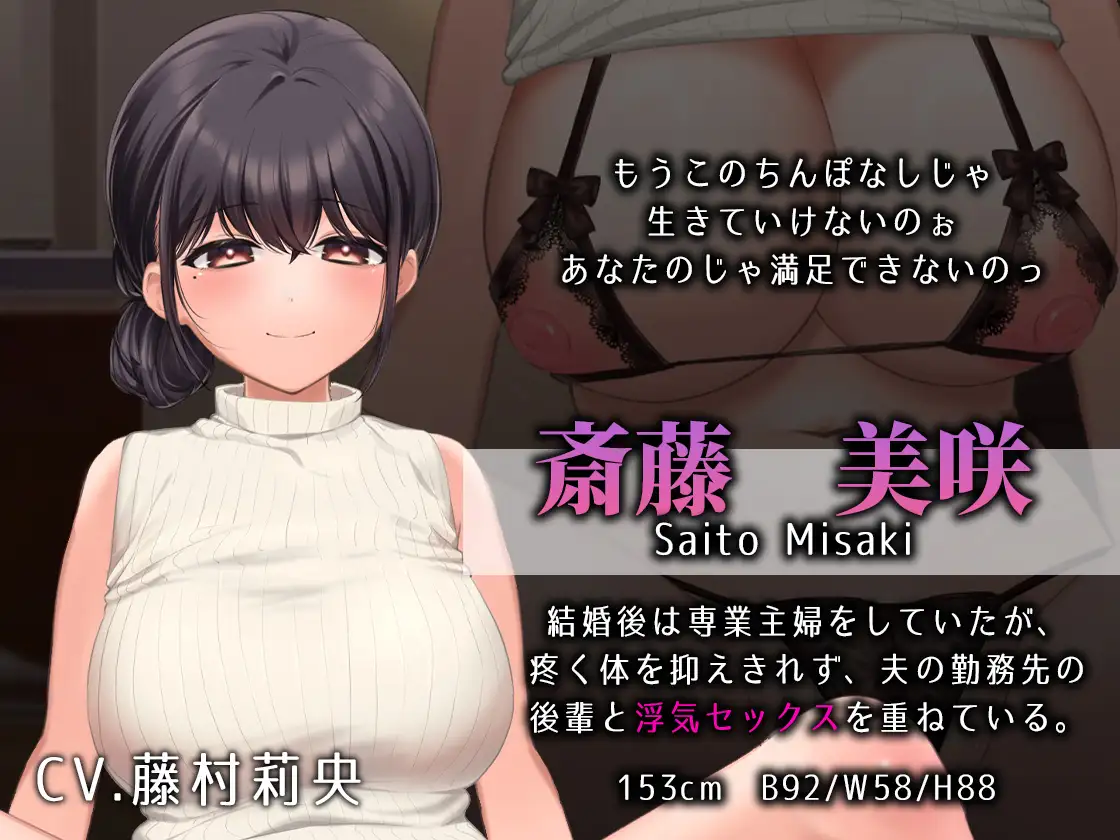 もうこのちんぽなしじゃ
生きていけないのぉ
あなたのじゃ満足できないのっ
斎藤 美咲
Saito Misaki
結婚後は専業主婦をしていたが、
疼く体を抑えきれず、夫の勤務先の
後輩と浮気セックスを重ねている。
153cm B92/W58/H88
CV.藤村莉央